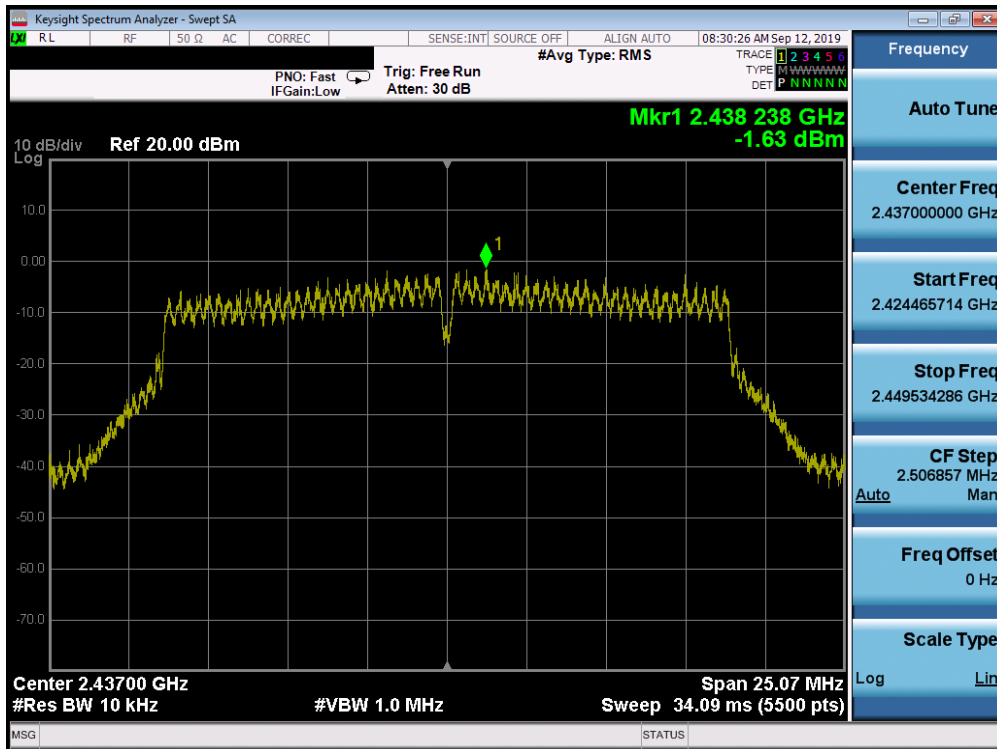 Keysight Spectrum Analyzer - Swept SA
LXI RL RF 50 Ω AC CORREC SENSE:INT SOURCE OFF ALIGN AUTO 08:30:26 AM Sep 12, 2019
#Avg Type: RMS
TRACE 1 2 3 4 5 6
PNO: Fast Trig: Free Run
TYPE M W W W W W
IFGain:Low Atten: 30 dB
DET P N N N N N
Mkr1 2.438 238 GHz
-1.63 dBm
10 dB/div Ref 20.00 dBm
Log
10.0
1
0.00
-10.0
-20.0
-30.0
-40.0
-50.0
-60.0
-70.0
Center 2.43700 GHz Span 25.07 MHz
#Res BW 10 kHz #VBW 1.0 MHz Sweep 34.09 ms (5500 pts)
MSG STATUS
Frequency
Auto Tune
Center Freq
2.437000000 GHz
Start Freq
2.424465714 GHz
Stop Freq
2.449534286 GHz
CF Step
2.506857 MHz
Auto Man
Freq Offset
0 Hz
Scale Type
Log Lin